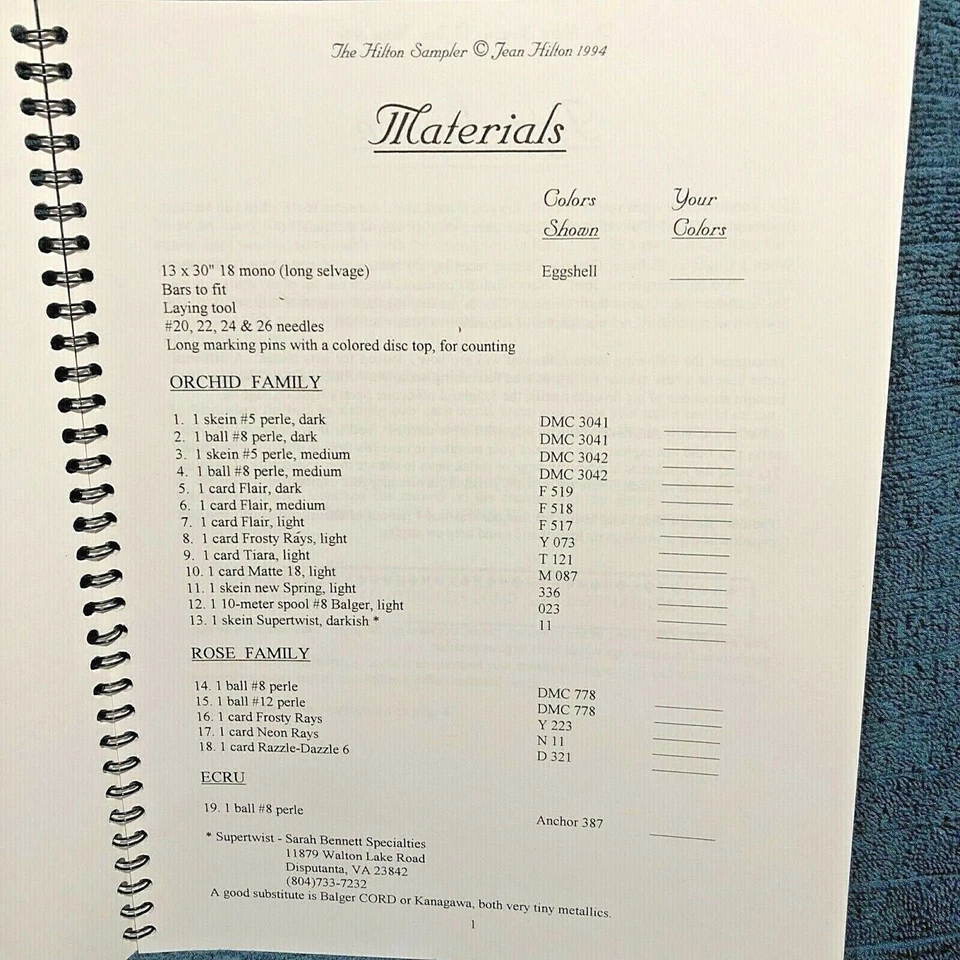 The Hilton Sampler © Jean Hilton 1994
Materials
Colors Shown Your Colors
13 x 30" 18 mono (long selvage) Eggshell
Bars to fit
Laying tool
#20, 22, 24 & 26 needles
Long marking pins with a colored disc top, for counting
ORCHID FAMILY
1. 1 skein #5 perle, dark DMC 3041
2. 1 ball #8 perle, dark DMC 3041
3. 1 skein #5 perle, medium DMC 3042
4. 1 ball #8 perle, medium DMC 3042
5. 1 card Flair, dark F 519
6. 1 card Flair, medium F 518
7. 1 card Flair, light F 517
8. 1 card Frosty Rays, light Y 073
9. 1 card Tiara, light T 121
10. 1 card Matte 18, light M 087
11. 1 skein new Spring, light 336
12. 1 10-meter spool #8 Balger, light 023
13. 1 skein Supertwist, darkish * 11
ROSE FAMILY
14. 1 ball #8 perle DMC 778
15. 1 ball #12 perle DMC 778
16. 1 card Frosty Rays Y 223
17. 1 card Neon Rays N 11
18. 1 card Razzle-Dazzle 6 D 321
ECRU
19. 1 ball #8 perle Anchor 387
* Supertwist - Sarah Bennett Specialties
11879 Walton Lake Road
Disputanta, VA 23842
(804)733-7232
A good substitute is Balger CORD or Kanagawa, both very tiny metallics.
1